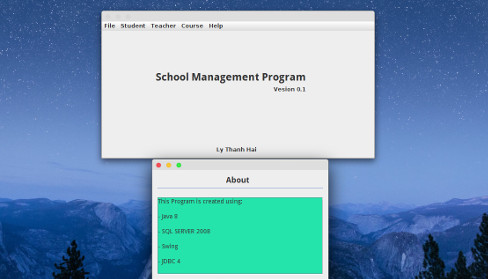 File Student Teacher Course Help
School Management Program
Vesion 0.1
Ly Thanh Hai
About
This Program is created using:
- Java 8
- SQL SERVER 2008
- Swing
- JDBC 4